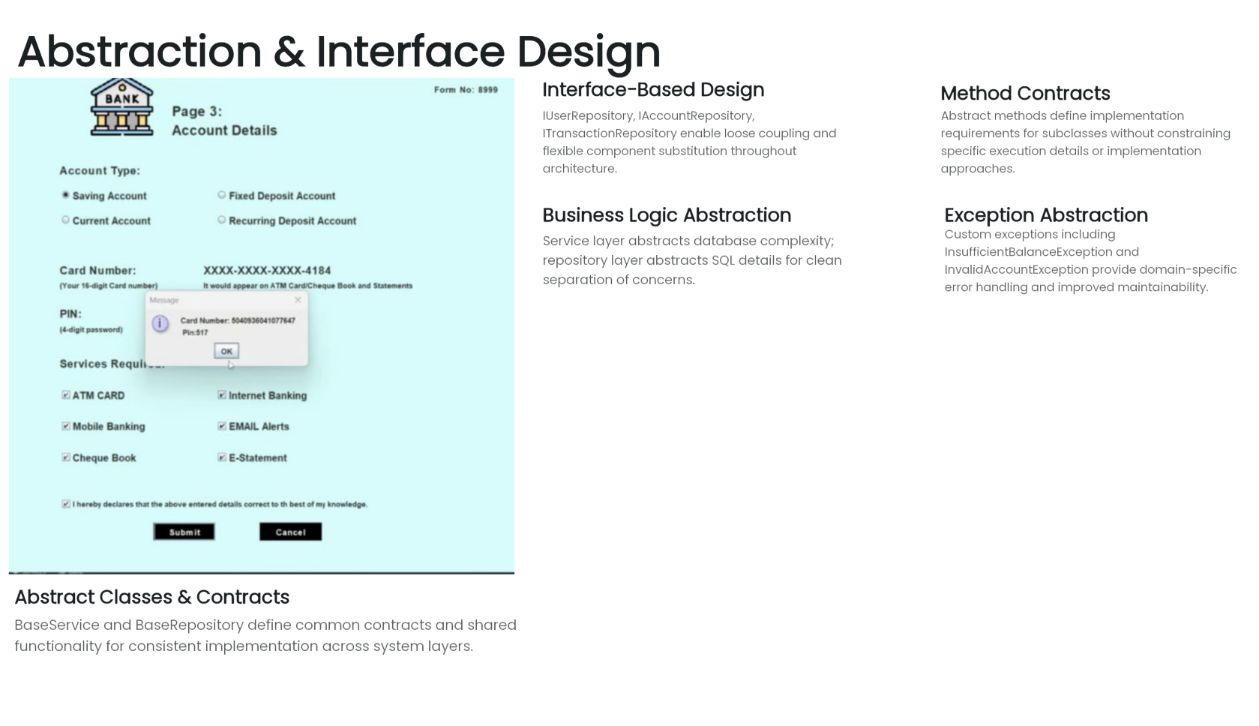 Abstraction & Interface Design
BANK
Form No: 8999
Page 3:
Account Details
Account Type:
Saving Account
Fixed Deposit Account
Current Account
Recurring Deposit Account
Card Number:
XXXX-XXXX-XXXX-4184
(Your 16-digit Card number)
It would appear on ATM Card/Cheque Book and Statements
PIN:
(4-digit password)
Message
Card Number: 5040936041077647
Pin:517
OK
Services
ATM CARD
Internet Banking
Mobile Banking
EMAIL Alerts
Cheque Book
E-Statement
I hereby declares that the above entered details correct to th best of my knowledge.
Submit
Cancel
Abstract Classes & Contracts
BaseService and BaseRepository define common contracts and shared
functionality for consistent implementation across system layers.
Interface-Based Design
IUserRepository, IAccountRepository,
ITransactionRepository enable loose coupling and
flexible component substitution throughout
architecture.
Business Logic Abstraction
Service layer abstracts database complexity;
repository layer abstracts SQL details for clean
separation of concerns.
Method Contracts
Abstract methods define implementation
requirements for subclasses without constraining
specific execution details or implementation
approaches.
Exception Abstraction
Custom exceptions including
InsufficientBalanceException and
InvalidAccountException provide domain-specific
error handling and improved maintainability.